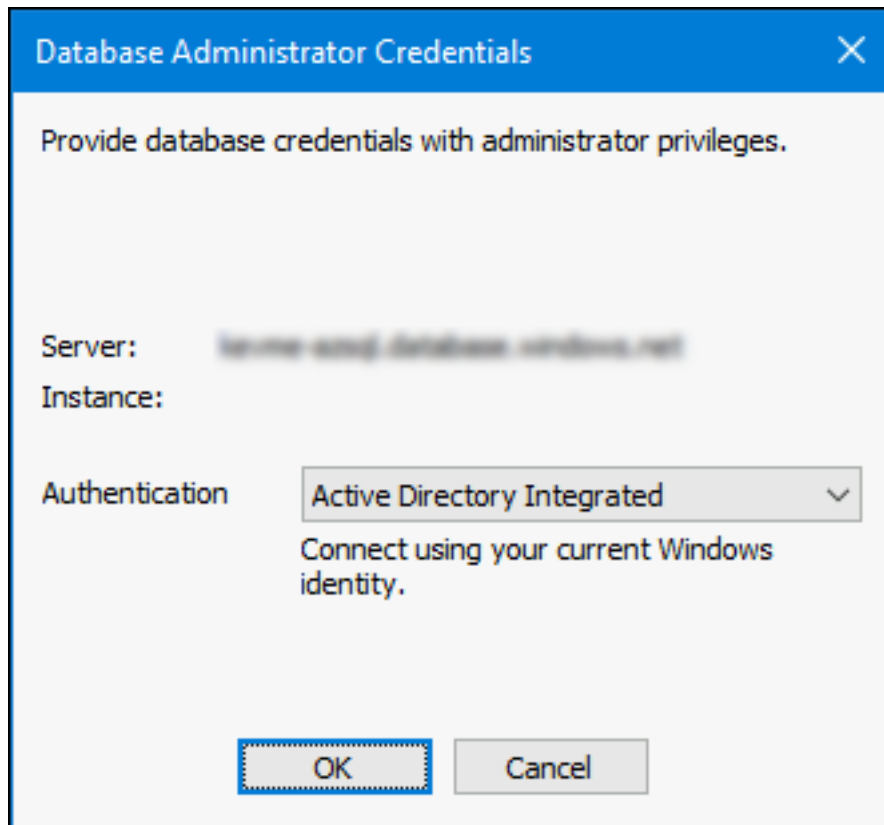 Database Administrator Credentials
Provide database credentials with administrator privileges.
Server:
Instance:
Authentication Active Directory Integrated
Connect using your current Windows
identity.
OK Cancel